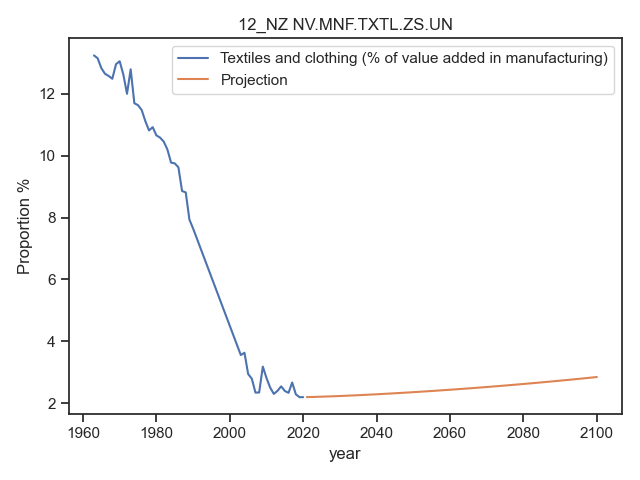 12_NZ NV.MNF.TXTL.ZS.UN
Textiles and clothing (% of value added in manufacturing)
Projection
Proportion %
12
10
8
6
4
2
1960 1980 2000 2020 2040 2060 2080 2100
year